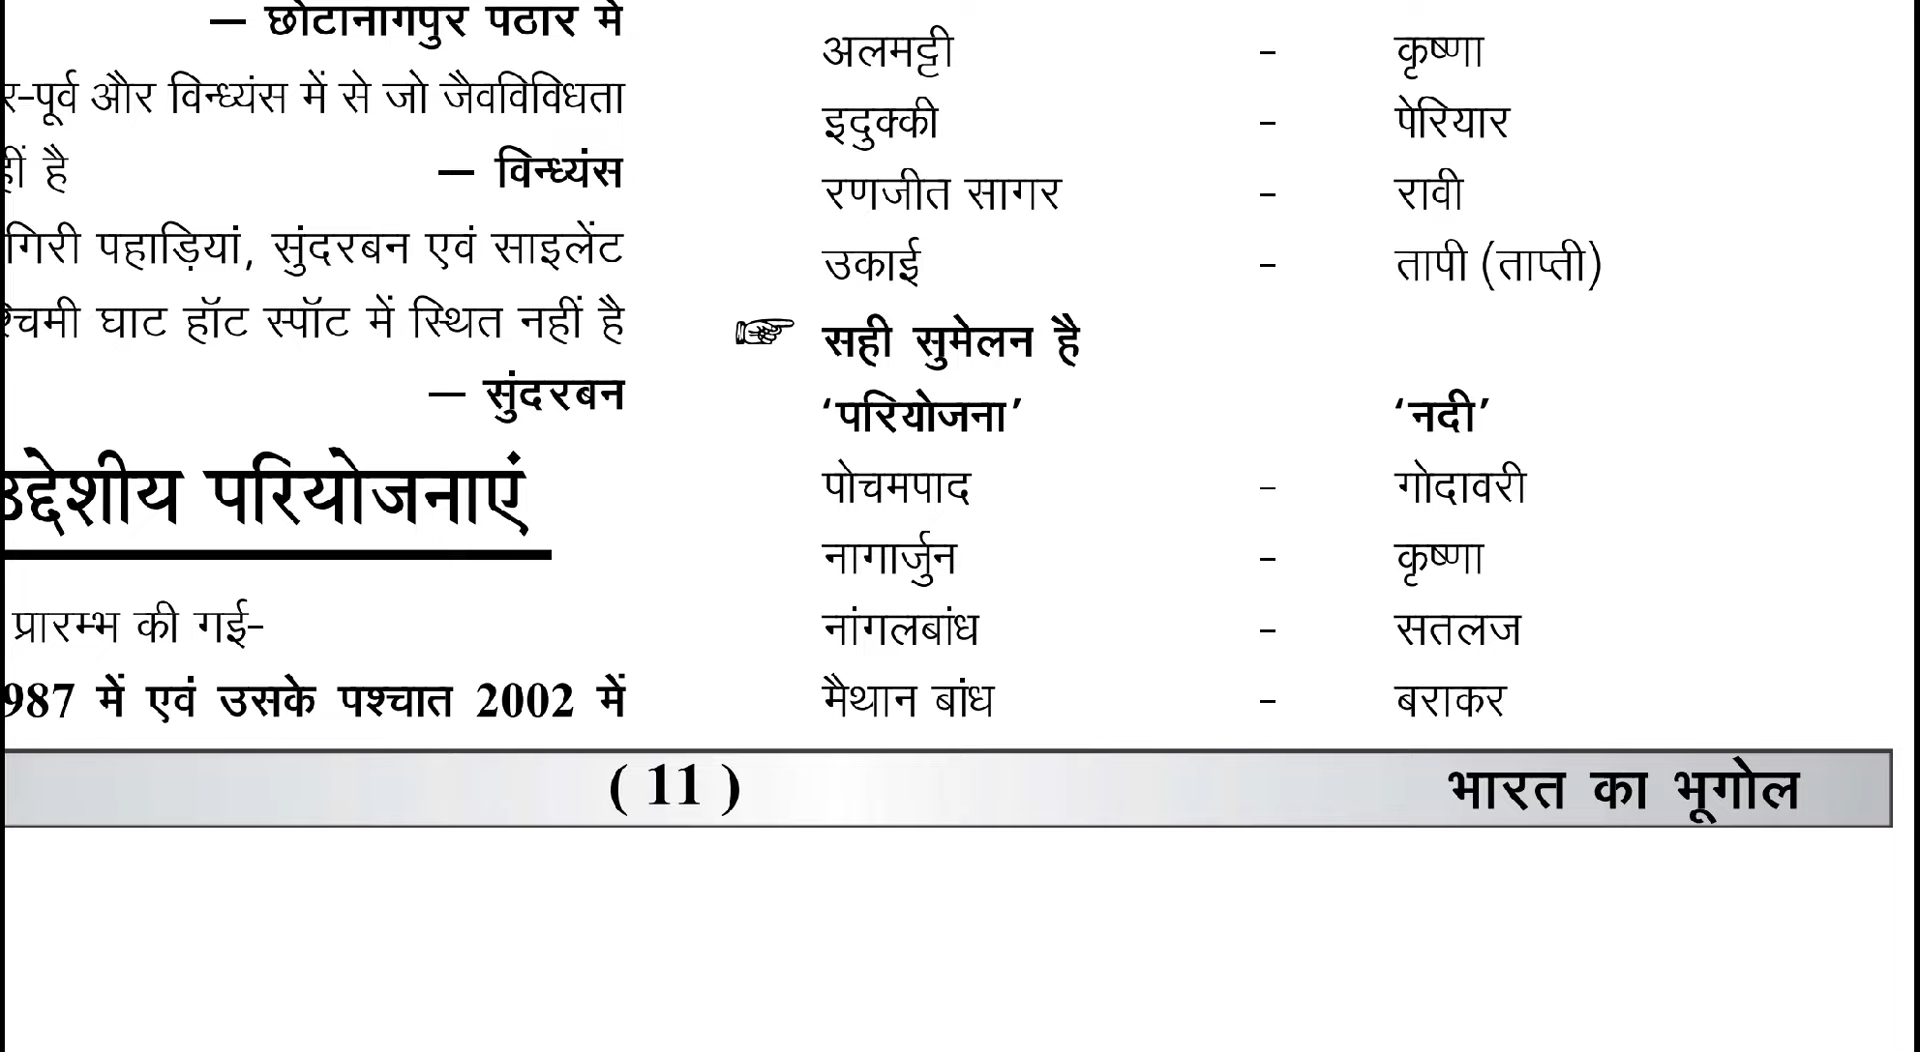 — छोटानागपुर पठार में
र-पूर्व और विन्ध्यंस में से जो जैवविविधता
हीं है — विन्ध्यंस
गिरी पहाड़ियां, सुंदरबन एवं साइलेंट
श्चिमी घाट हॉट स्पॉट में स्थित नहीं है
— सुंदरबन
उद्देशीय परियोजनाएं
प्रारम्भ की गई-
987 में एवं उसके पश्चात 2002 में
अलमट्टी - कृष्णा
इदुक्की - पेरियार
रणजीत सागर - रावी
उकाई - तापी (ताप्ती)
☞ सही सुमेलन है
‘परियोजना’ ‘नदी’
पोचमपाद - गोदावरी
नागार्जुन - कृष्णा
नांगलबांध - सतलज
मैथान बांध - बराकर
( 11 ) भारत का भूगोल